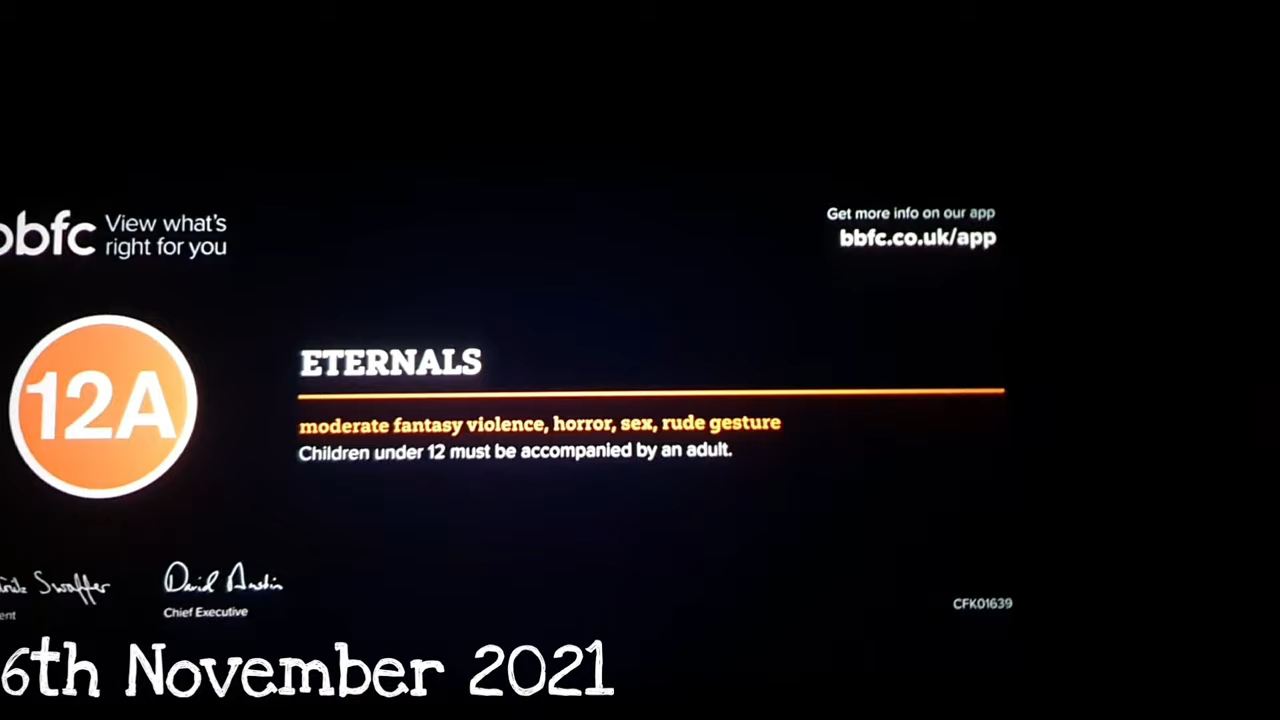 bbfc View what's
right for you
Get more info on our app
bbfc.co.uk/app
12A
ETERNALS
moderate fantasy violence, horror, sex, rude gesture
Children under 12 must be accompanied by an adult.
Swaffer
David Austin
Chief Executive
CFK01639
6th November 2021